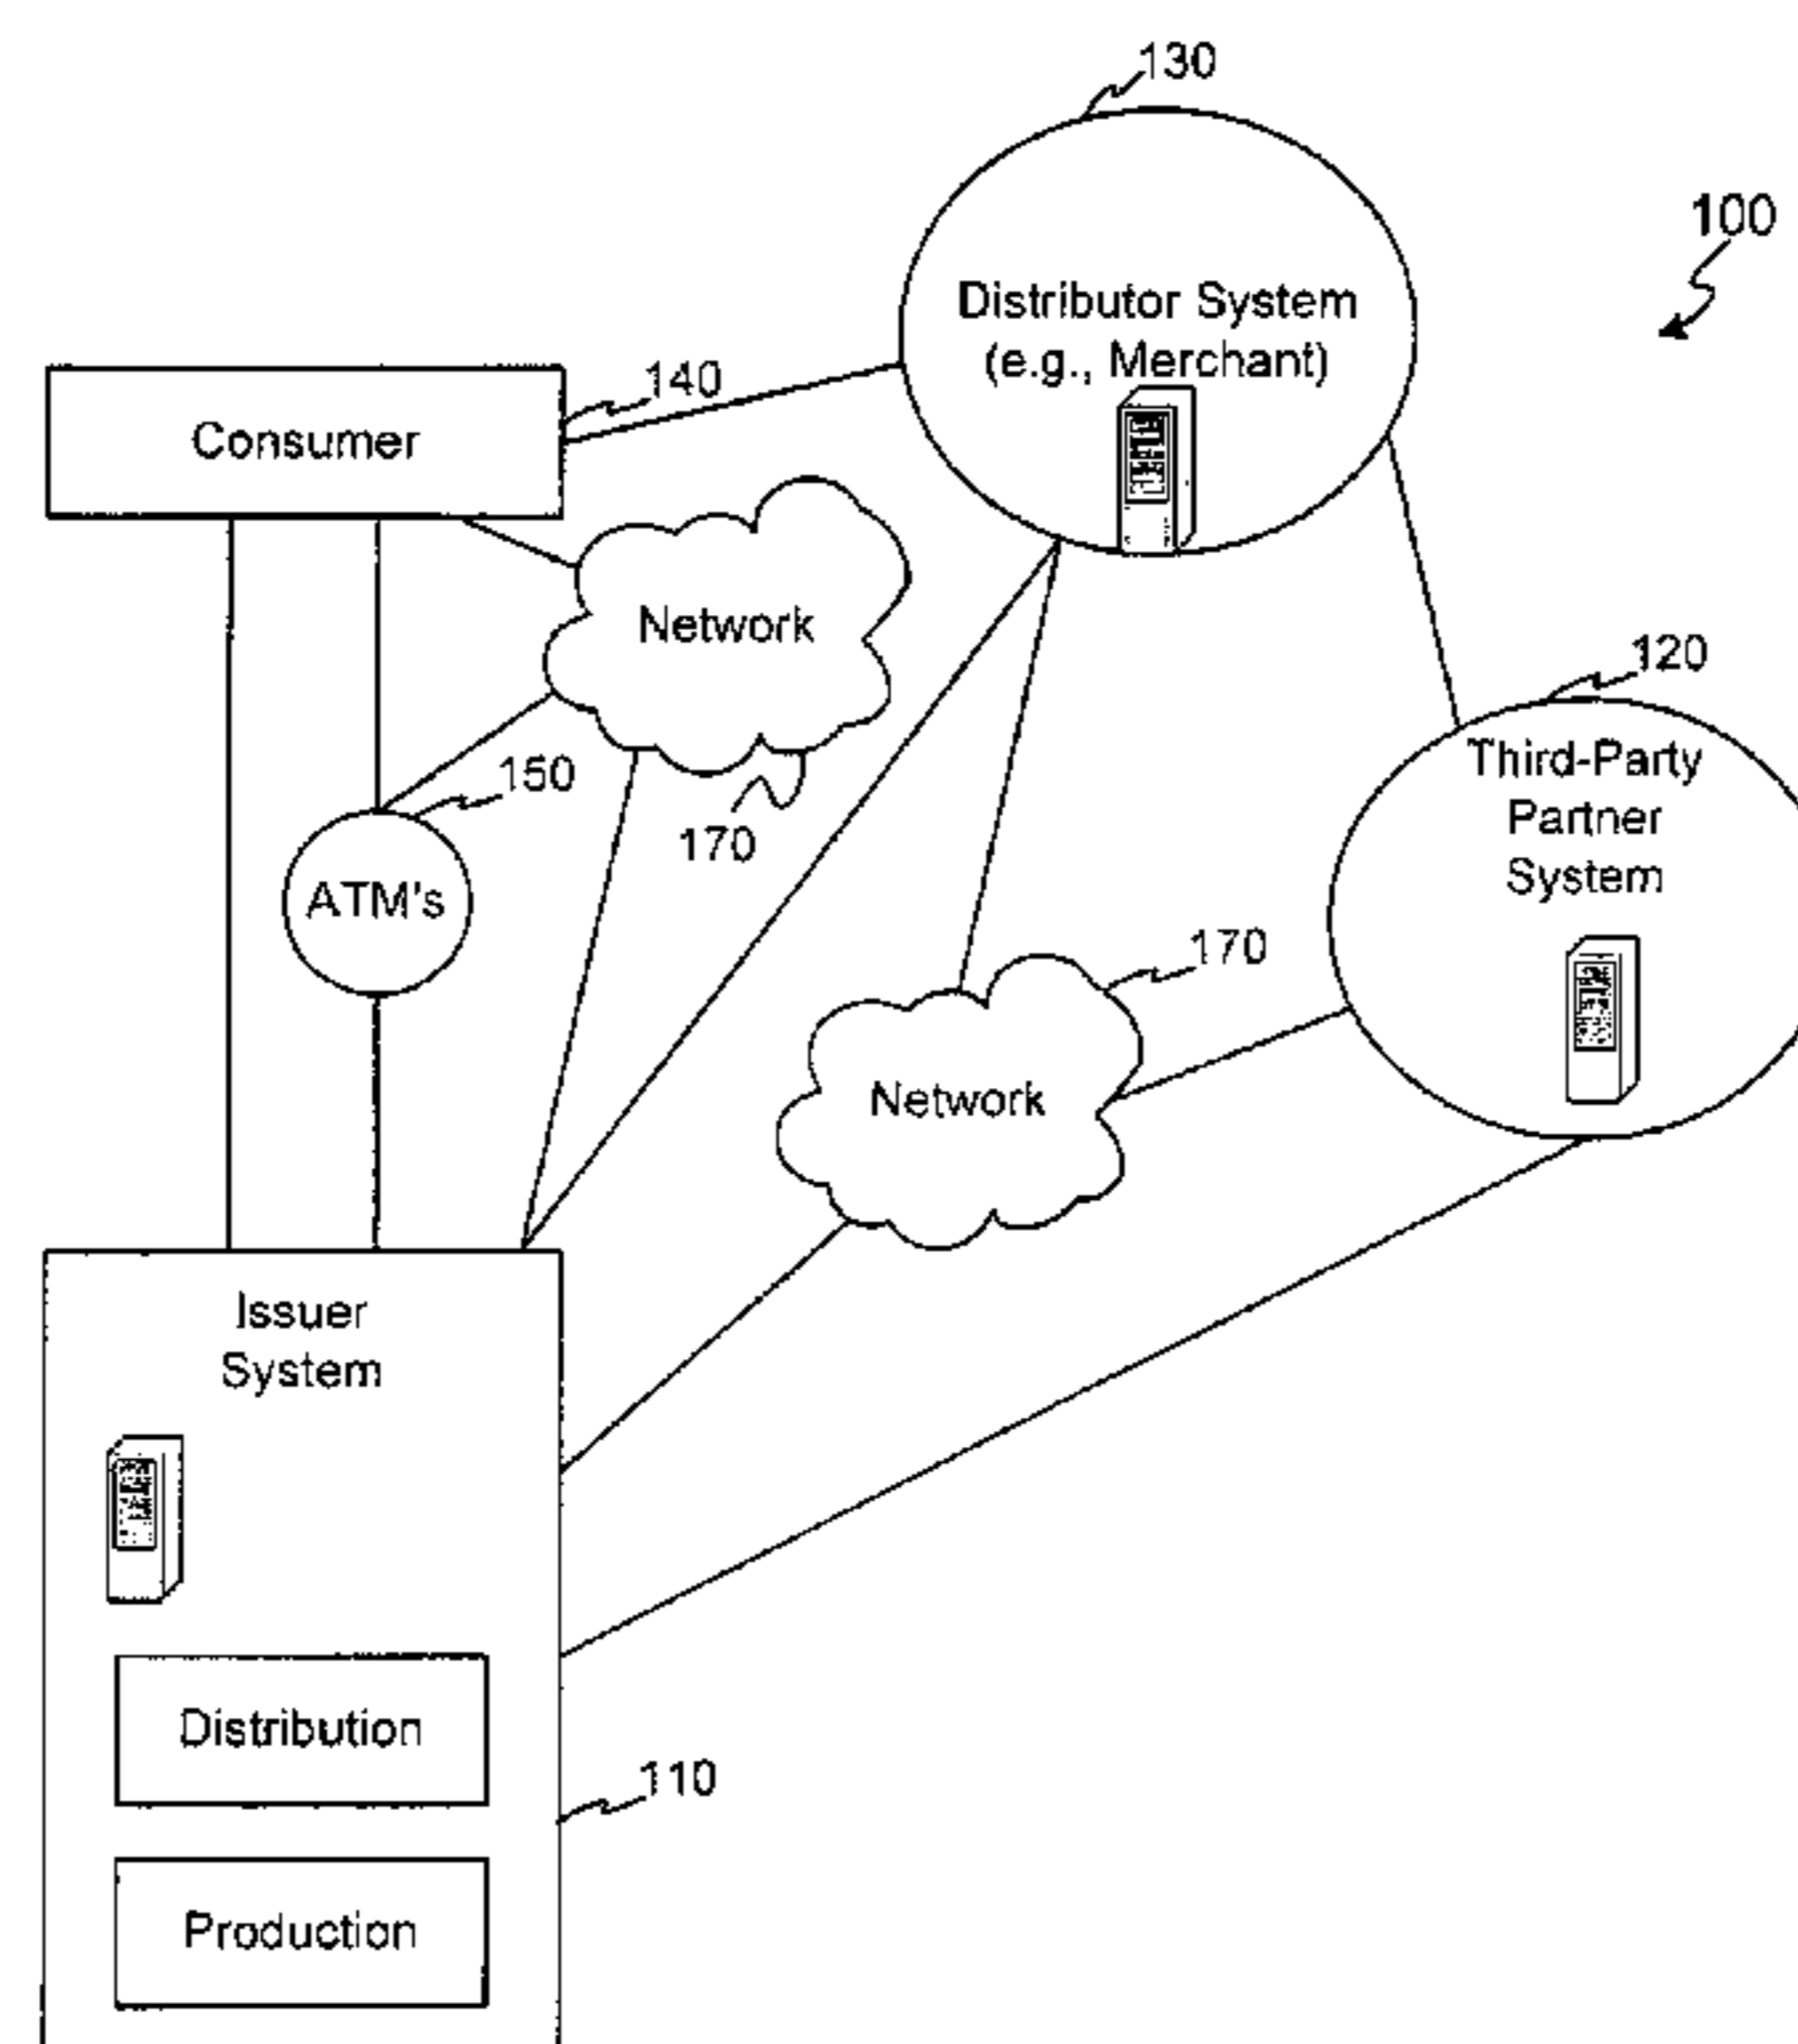 130
100
Distributor System
(e.g., Merchant)
140
Consumer
Network
120
Third-Party
Partner
System
150
170
ATM's
170
Network
Issuer
System
Distribution
110
Production